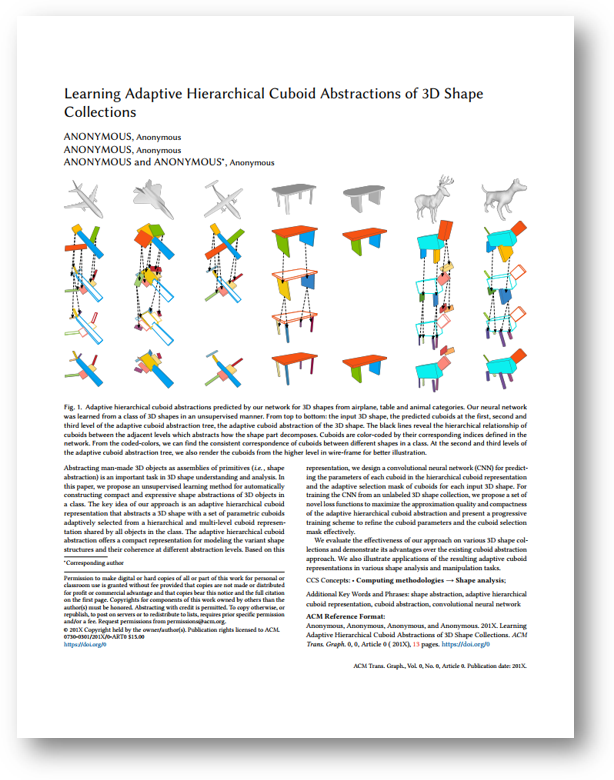 Learning Adaptive Hierarchical Cuboid Abstractions of 3D Shape
Collections
ANONYMOUS, Anonymous
ANONYMOUS, Anonymous
ANONYMOUS and ANONYMOUS*, Anonymous
Fig. 1. Adaptive hierarchical cuboid abstractions predicted by our network for 3D shapes from airplane, table and animal categories. Our neural network
was learned from a class of 3D shapes in an unsupervised manner. From top to bottom: the input 3D shape, the predicted cuboids at the first, second and
third level of the adaptive cuboid abstraction tree, the adaptive cuboid abstraction of the 3D shape. The black lines reveal the hierarchical relationship of
cuboids between the adjacent levels which abstracts how the shape part decomposes. Cuboids are color-coded by their corresponding indices defined in the
network. From the coded-colors, we can find the consistent correspondence of cuboids between different shapes in a class. At the second and third levels of
the adaptive cuboid abstraction tree, we also render the cuboids from the higher level in wire-frame for better illustration.
Abstracting man-made 3D objects as assemblies of primitives (i.e., shape
abstraction) is an important task in 3D shape understanding and analysis. In
this paper, we propose an unsupervised learning method for automatically
constructing compact and expressive shape abstractions of 3D objects in
a class. The key idea of our approach is an adaptive hierarchical cuboid
representation that abstracts a 3D shape with a set of parametric cuboids
adaptively selected from a hierarchical and multi-level cuboid represen-
tation shared by all objects in the class. The adaptive hierarchical cuboid
abstraction offers a compact representation for modeling the variant shape
structures and their coherence at different abstraction levels. Based on this
*Corresponding author
Permission to make digital or hard copies of all or part of this work for personal or
classroom use is granted without fee provided that copies are not made or distributed
for profit or commercial advantage and that copies bear this notice and the full citation
on the first page. Copyrights for components of this work owned by others than the
author(s) must be honored. Abstracting with credit is permitted. To copy otherwise, or
republish, to post on servers or to redistribute to lists, requires prior specific permission
and/or a fee. Request permissions from permissions@acm.org.
© 201X Copyright held by the owner/author(s). Publication rights licensed to ACM.
0730-0301/201X/0-ART0 $15.00
https://doi.org/0
representation, we design a convolutional neural network (CNN) for predict-
ing the parameters of each cuboid in the hierarchical cuboid representation
and the adaptive selection mask of cuboids for each input 3D shape. For
training the CNN from an unlabeled 3D shape collection, we propose a set of
novel loss functions to maximize the approximation quality and compactness
of the adaptive hierarchical cuboid abstraction and present a progressive
training scheme to refine the cuboid parameters and the cuboid selection
mask effectively.
We evaluate the effectiveness of our approach on various 3D shape col-
lections and demonstrate its advantages over the existing cuboid abstraction
approach. We also illustrate applications of the resulting adaptive cuboid
representations in various shape analysis and manipulation tasks.
CCS Concepts: • Computing methodologies → Shape analysis;
Additional Key Words and Phrases: shape abstraction, adaptive hierarchical
cuboid representation, cuboid abstraction, convolutional neural network
ACM Reference Format:
Anonymous, Anonymous, Anonymous, and Anonymous. 201X. Learning
Adaptive Hierarchical Cuboid Abstractions of 3D Shape Collections. ACM
Trans. Graph. 0, 0, Article 0 ( 201X), 13 pages. https://doi.org/0
ACM Trans. Graph., Vol. 0, No. 0, Article 0. Publication date: 201X.